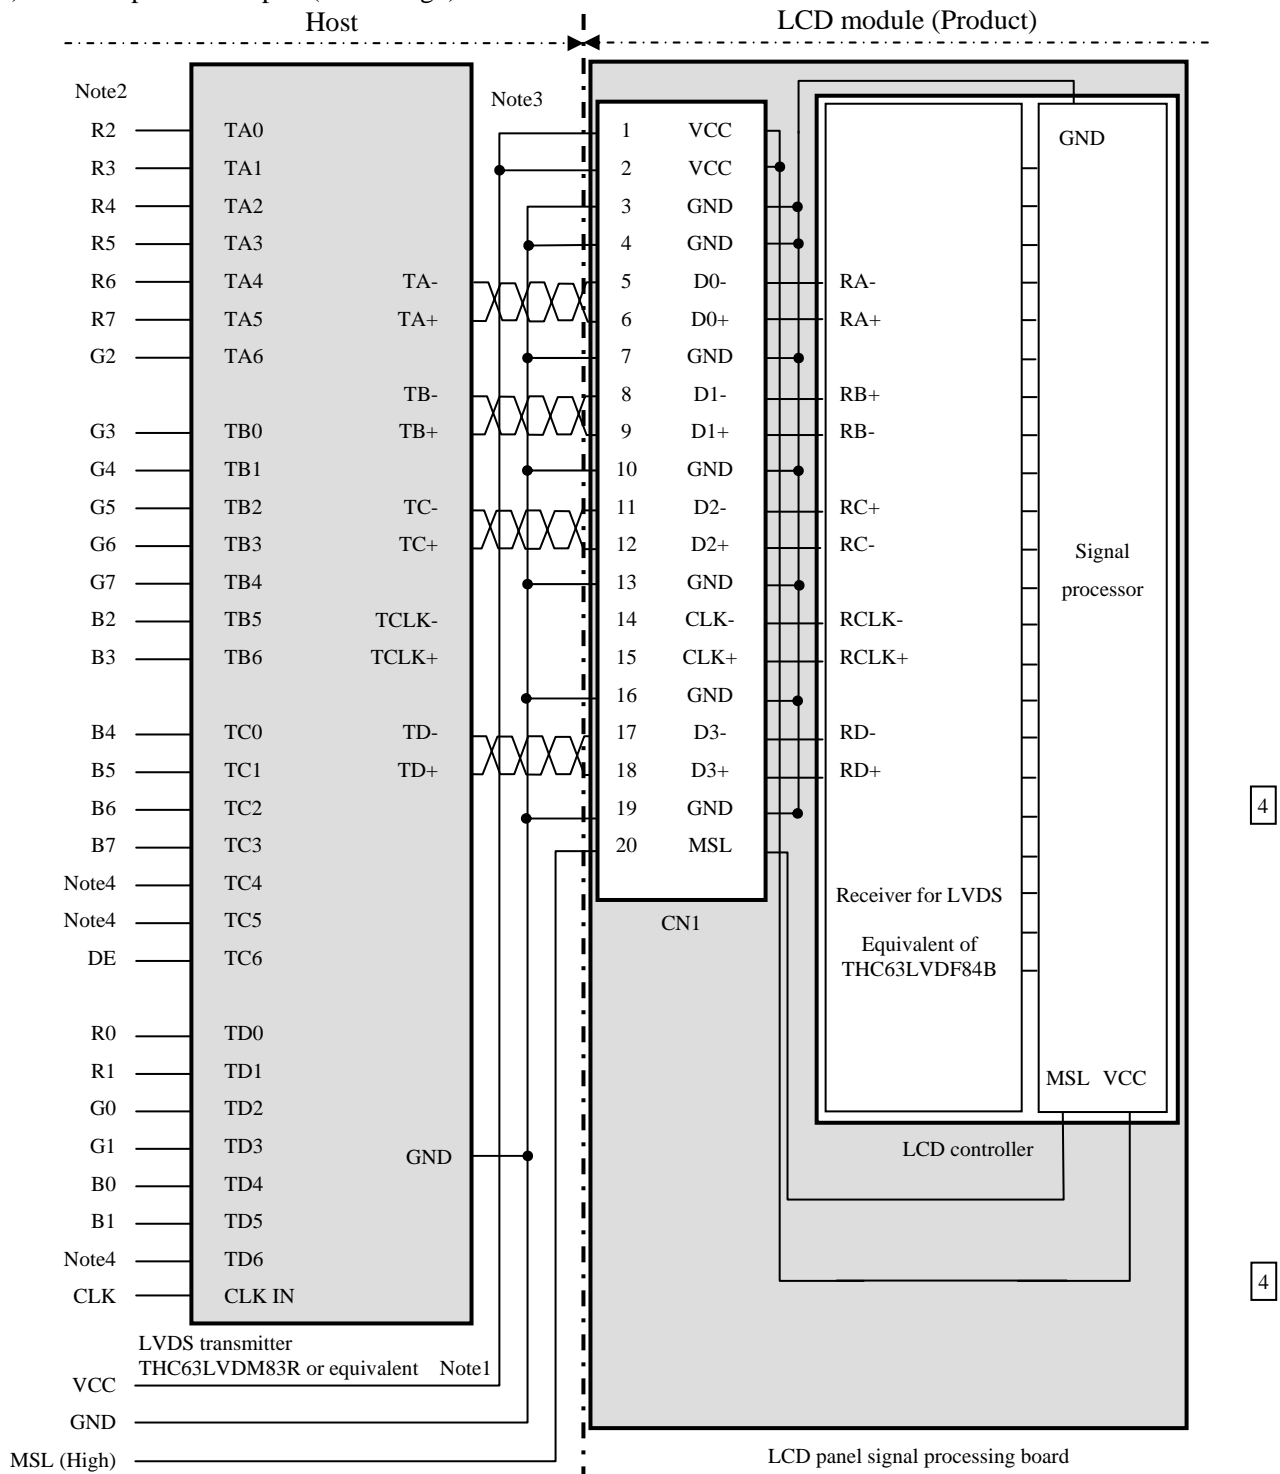 Host
LCD module (Product)
Note2
Note3
R2 TA0
R3 TA1
R4 TA2
R5 TA3
R6 TA4 TA-
R7 TA5 TA+
G2 TA6
TB-
G3 TB0 TB+
G4 TB1
G5 TB2 TC-
G6 TB3 TC+
G7 TB4
B2 TB5 TCLK-
B3 TB6 TCLK+
B4 TC0 TD-
B5 TC1 TD+
B6 TC2
B7 TC3
Note4 TC4
Note4 TC5
DE TC6
R0 TD0
R1 TD1
G0 TD2
G1 TD3 GND
B0 TD4
B1 TD5
Note4 TD6
CLK CLK IN
LVDS transmitter
THC63LVDM83R or equivalent Note1
VCC
GND
MSL (High)
1 VCC
2 VCC
3 GND
4 GND
5 D0- RA-
6 D0+ RA+
7 GND
8 D1- RB+
9 D1+ RB-
10 GND
11 D2- RC+
12 D2+ RC-
13 GND
14 CLK- RCLK-
15 CLK+ RCLK+
16 GND
17 D3- RD-
18 D3+ RD+
19 GND
20 MSL
CN1
Receiver for LVDS
Equivalent of
THC63LVDF84B
GND
Signal
processor
MSL VCC
LCD controller
LCD panel signal processing board
4
4